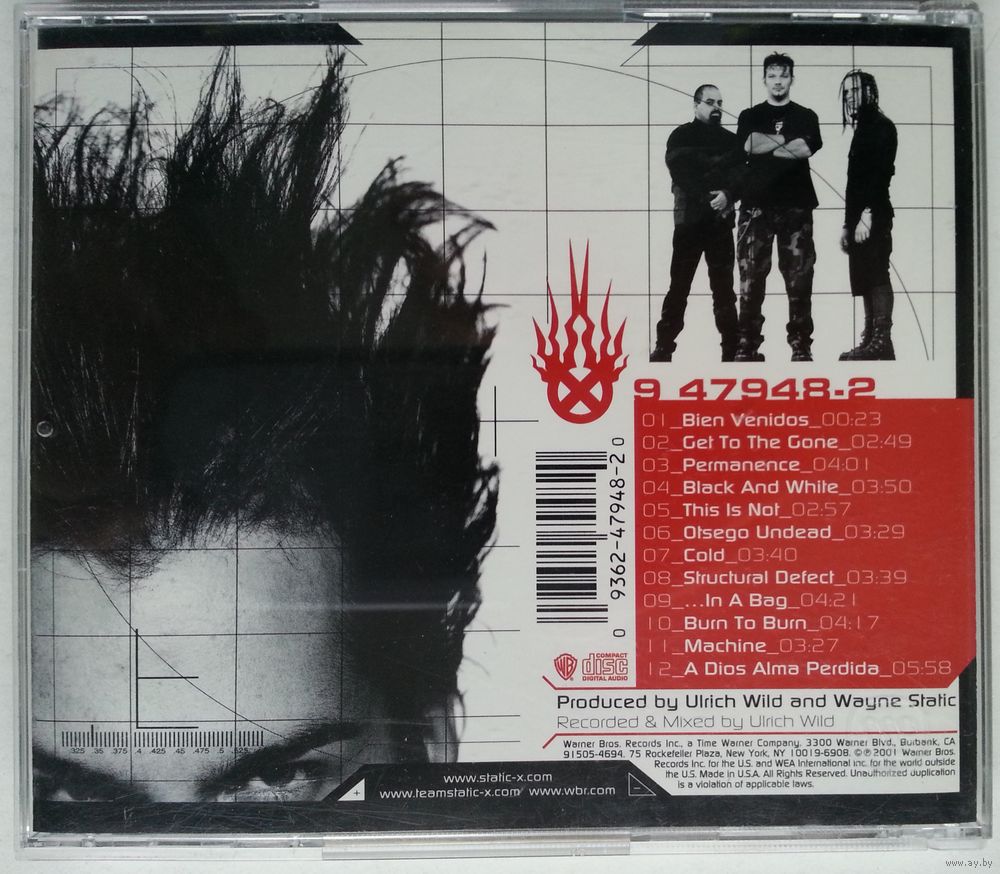 9 47948-2
01_Bien Venidos_00:23
02_Get To The Gone_02:49
03_Permanence_04:01
04_Black And White_03:50
05_This Is Not_02:57
06_Otsego Undead_03:29
07_Cold_03:40
08_Structural Defect_03:39
09_...In A Bag_04:21
10_Burn To Burn_04:17
11_Machine_03:27
12_A Dios Alma Perdida_05:58
0 9362-47948-2 0
WB
COMPACT
disc
DIGITAL AUDIO
Produced by Ulrich Wild and Wayne Static
Recorded & Mixed by Ulrich Wild
Warner Bros. Records Inc., a Time Warner Company, 3300 Warner Blvd., Burbank, CA
91505-4694. 75 Rockefeller Plaza, New York, NY 10019-6908. ©℗ 2001 Warner Bros.
Records Inc. for the U.S. and WEA International Inc. for the world outside
the U.S. Made in U.S.A. All Rights Reserved. Unauthorized duplication
is a violation of applicable laws.
.325 .35 .375 .4 .425 .45 .475 .5 .525
www.static-x.com
www.teamstatic-x.com www.wbr.com
www.ay.by